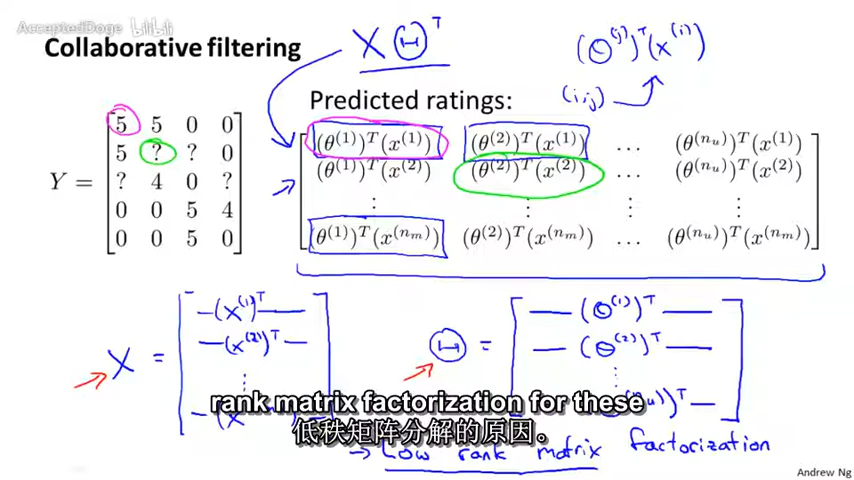 AcceptedDoge bilibili
Collaborative filtering
X Θ^T
(Θ^(j))^T (x^(i))
(i,j)
Predicted ratings:
Y = [5 5 0 0
5 ? ? 0
? 4 0 ?
0 0 5 4
0 0 5 0]
(θ^(1))^T(x^(1)) (θ^(2))^T(x^(1)) … (θ^(n_u))^T(x^(1))
(θ^(1))^T(x^(2)) (θ^(2))^T(x^(2)) … (θ^(n_u))^T(x^(2))
⋮ ⋮ ⋮ ⋮
(θ^(1))^T(x^(n_m)) (θ^(2))^T(x^(n_m)) … (θ^(n_u))^T(x^(n_m))
X = [—(x^(1))^T—
—(x^(2))^T—
⋮
—(x
Θ = [—(Θ^(1))^T—
—(Θ^(2))^T—
⋮
u))^T—]
rank matrix factorization for these
低秩矩阵分解的原因。
→ Low rank matrix factorization
Andrew Ng